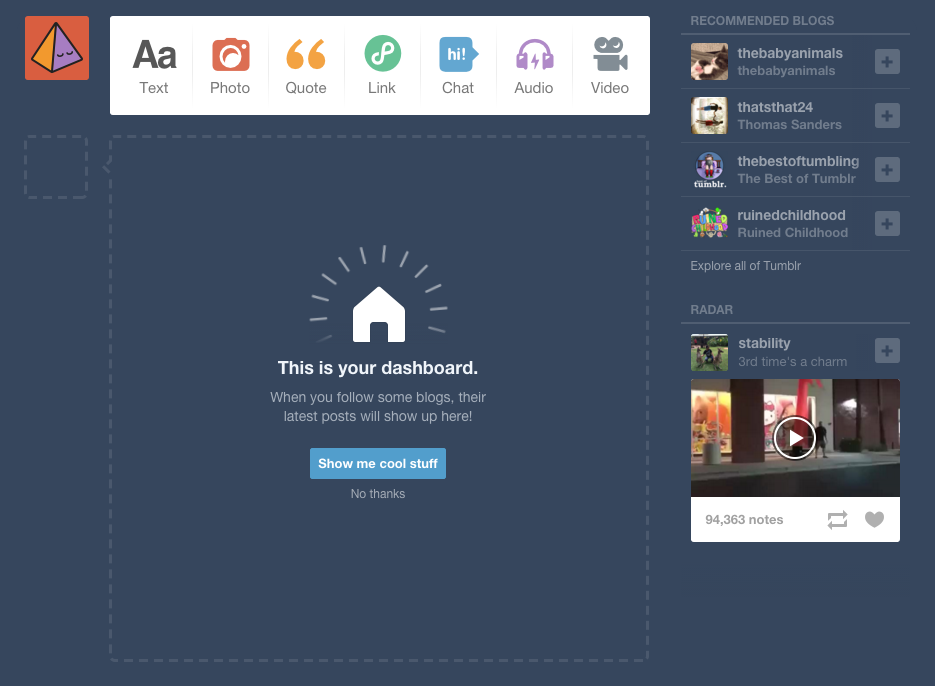 Aa
Text
Photo
Quote
Link
hi!
Chat
Audio
Video
This is your dashboard.
When you follow some blogs, their
latest posts will show up here!
Show me cool stuff
No thanks
RECOMMENDED BLOGS
thebabyanimals
thebabyanimals
thatsthat24
Thomas Sanders
tumblr.
thebestoftumbling
The Best of Tumblr
ruinedchildhood
Ruined Childhood
Explore all of Tumblr
RADAR
stability
3rd time's a charm
94,363 notes